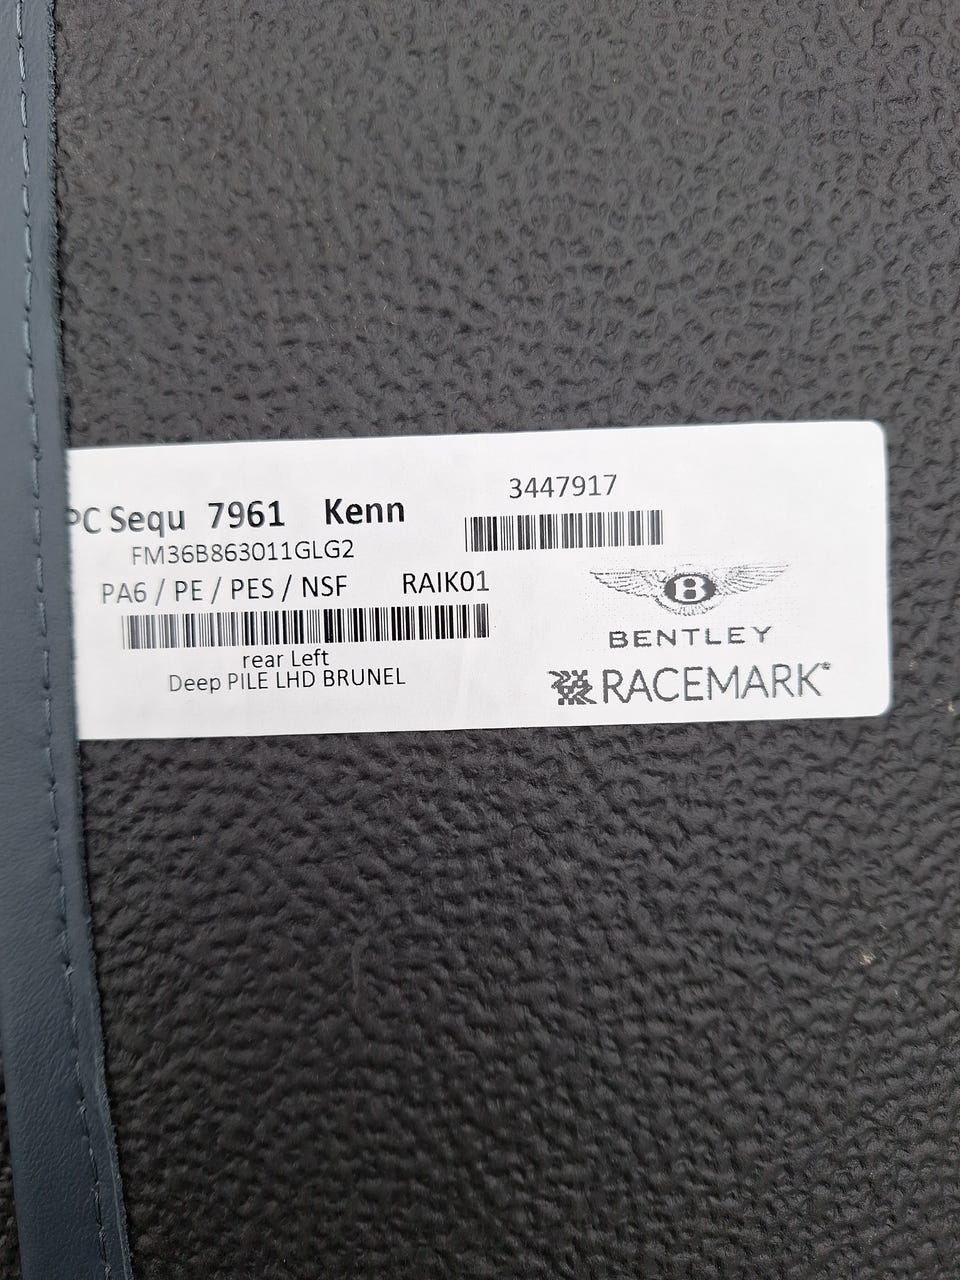 PC Sequ 7961 Kenn
FM36B863011GLG2
PA6 / PE / PES / NSF RAIK01
rear Left
Deep PILE LHD BRUNEL
3447917
B
BENTLEY
RACEMARK